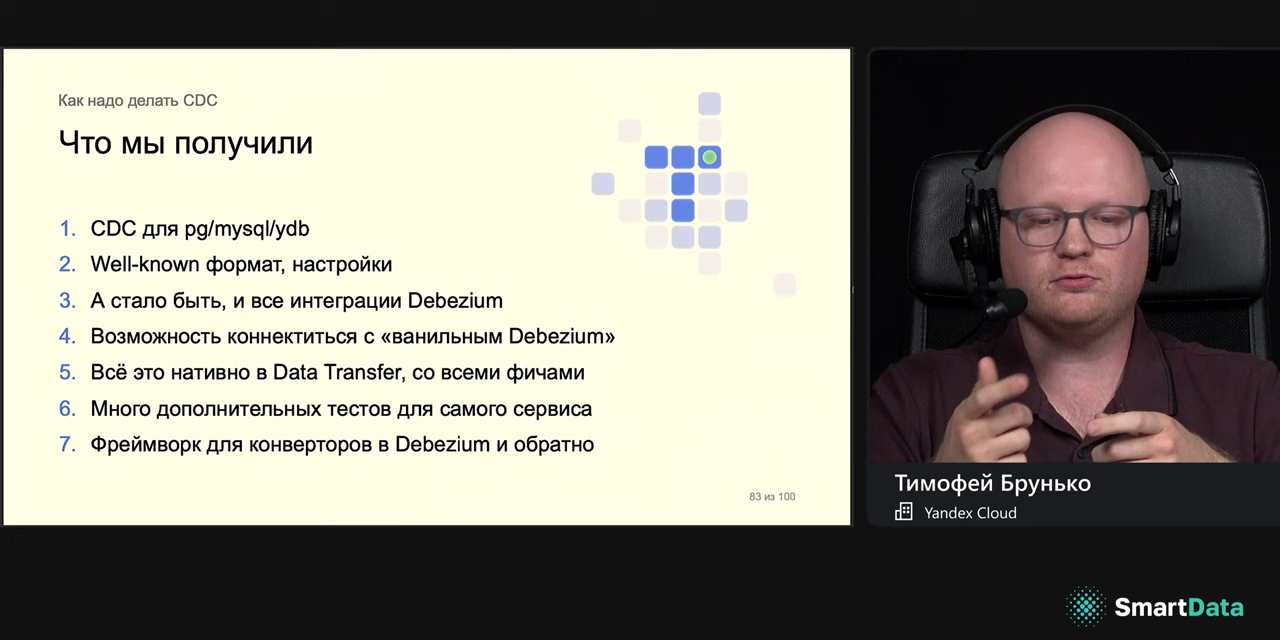 Как надо делать CDC
Что мы получили
1. CDC для pg/mysql/ydb
2. Well-known формат, настройки
3. А стало быть, и все интеграции Debezium
4. Возможность коннектиться с «ванильным Debezium»
5. Всё это нативно в Data Transfer, со всеми фичами
6. Много дополнительных тестов для самого сервиса
7. Фреймворк для конверторов в Debezium и обратно
83 из 100
Тимофей Брунько
Yandex Cloud
SmartData